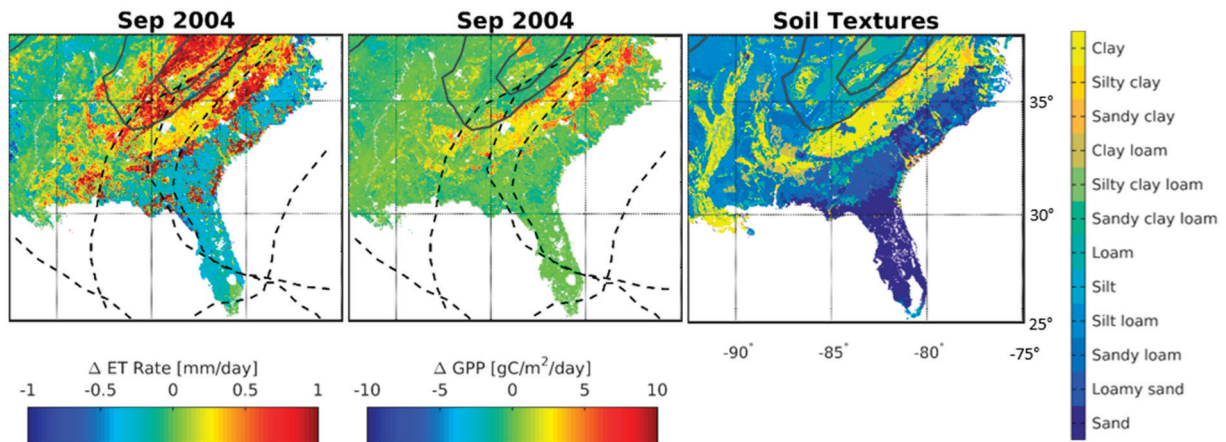 Sep 2004
Sep 2004
Soil Textures
Clay
Silty clay
Sandy clay
Clay loam
Silty clay loam
Sandy clay loam
Loam
Silt
Silt loam
Sandy loam
Loamy sand
Sand
35°
30°
25°
-90° -85° -80° -75°
Δ ET Rate [mm/day]
-1 -0.5 0 0.5 1
Δ GPP [gC/m²/day]
-10 -5 0 5 10